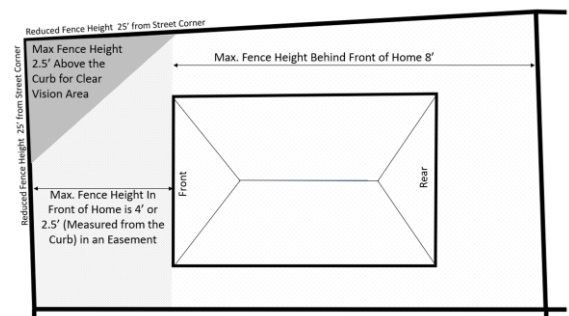 Reduced Fence Height 25' from Street Corner
Reduced Fence Height 25' from Street Corner
Max Fence Height
2.5' Above the
Curb for Clear
Vision Area
Max. Fence Height Behind Front of Home 8'
Front
Rear
Max. Fence Height In
Front of Home is 4' or
2.5' (Measured from the
Curb) in an Easement